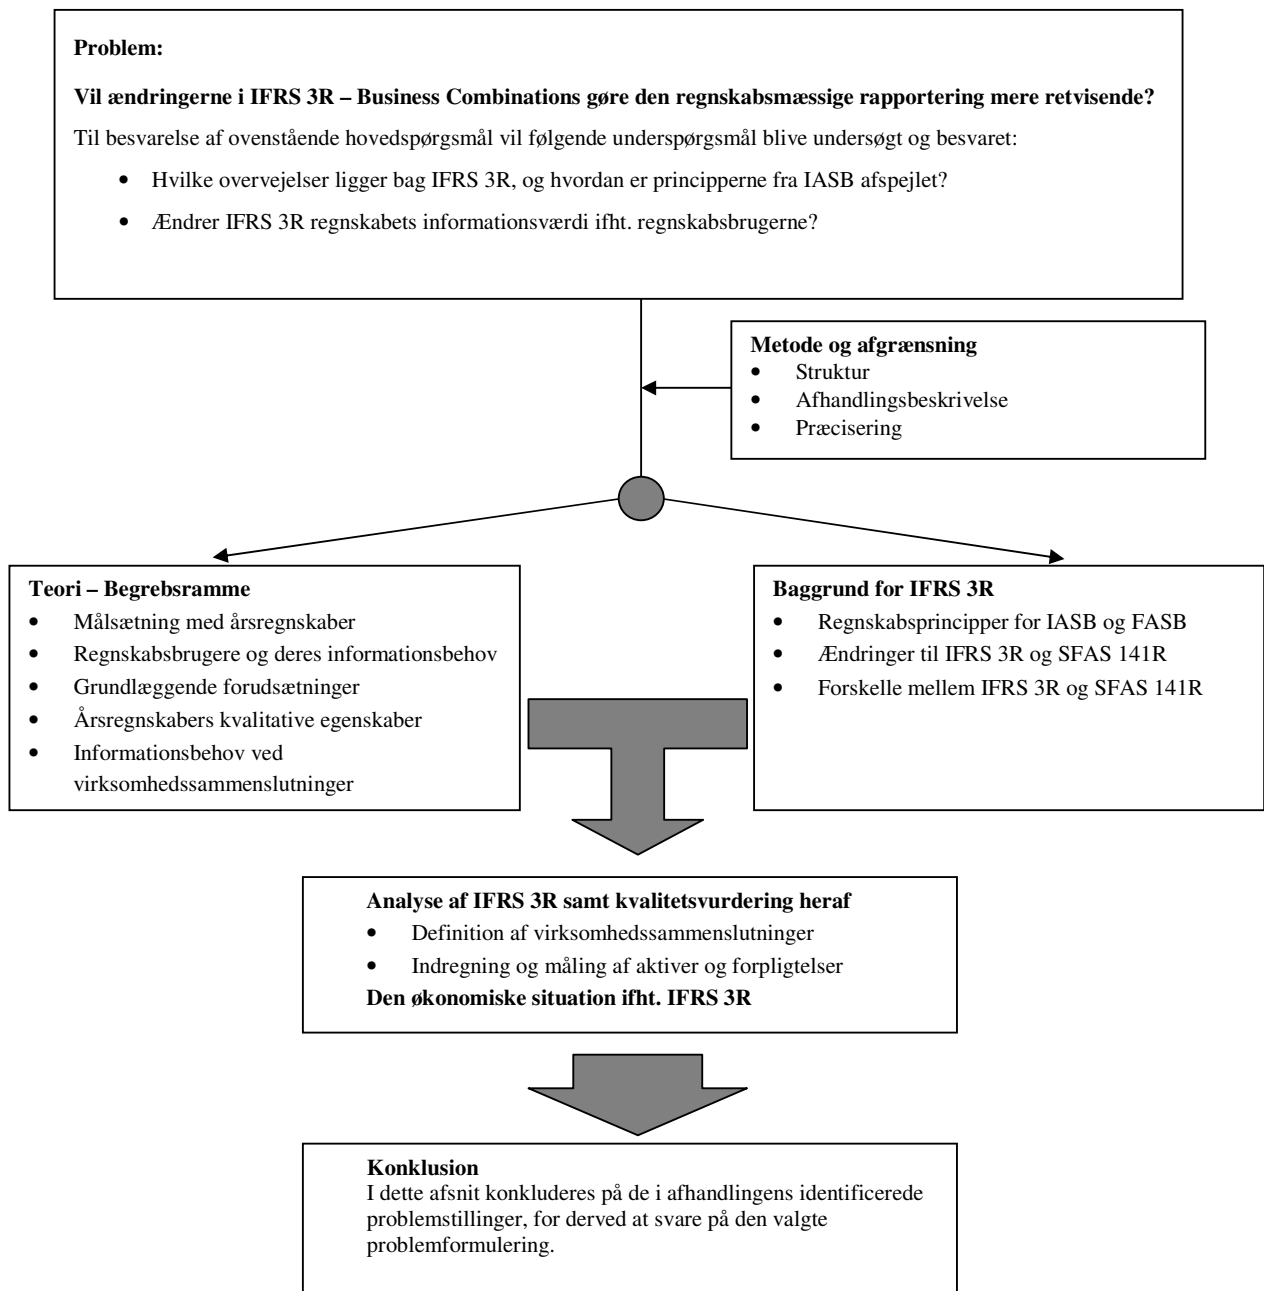 Problem:
Vil ændringerne i IFRS 3R – Business Combinations gøre den regnskabsmæssige rapportering mere retvisende?
Til besvarelse af ovenstående hovedspørgsmål vil følgende underspørgsmål blive undersøgt og besvaret:
• Hvilke overvejelser ligger bag IFRS 3R, og hvordan er principperne fra IASB afspejlet?
• Ændrer IFRS 3R regnskabets informationsværdi ifht. regnskabsbrugerne?
Metode og afgrænsning
• Struktur
• Afhandlingsbeskrivelse
• Præcisering
Teori – Begrebsramme
• Målsætning med årsregnskaber
• Regnskabsbrugere og deres informationsbehov
• Grundlæggende forudsætninger
• Årsregnskabers kvalitative egenskaber
• Informationsbehov ved
virksomhedssammenslutninger
Baggrund for IFRS 3R
• Regnskabsprincipper for IASB og FASB
• Ændringer til IFRS 3R og SFAS 141R
• Forskelle mellem IFRS 3R og SFAS 141R
Analyse af IFRS 3R samt kvalitetsvurdering heraf
• Definition af virksomhedssammenslutninger
• Indregning og måling af aktiver og forpligtelser
Den økonomiske situation ifht. IFRS 3R
Konklusion
I dette afsnit konkluderes på de i afhandlingens identificerede
problemstillinger, for derved at svare på den valgte
problemformulering.